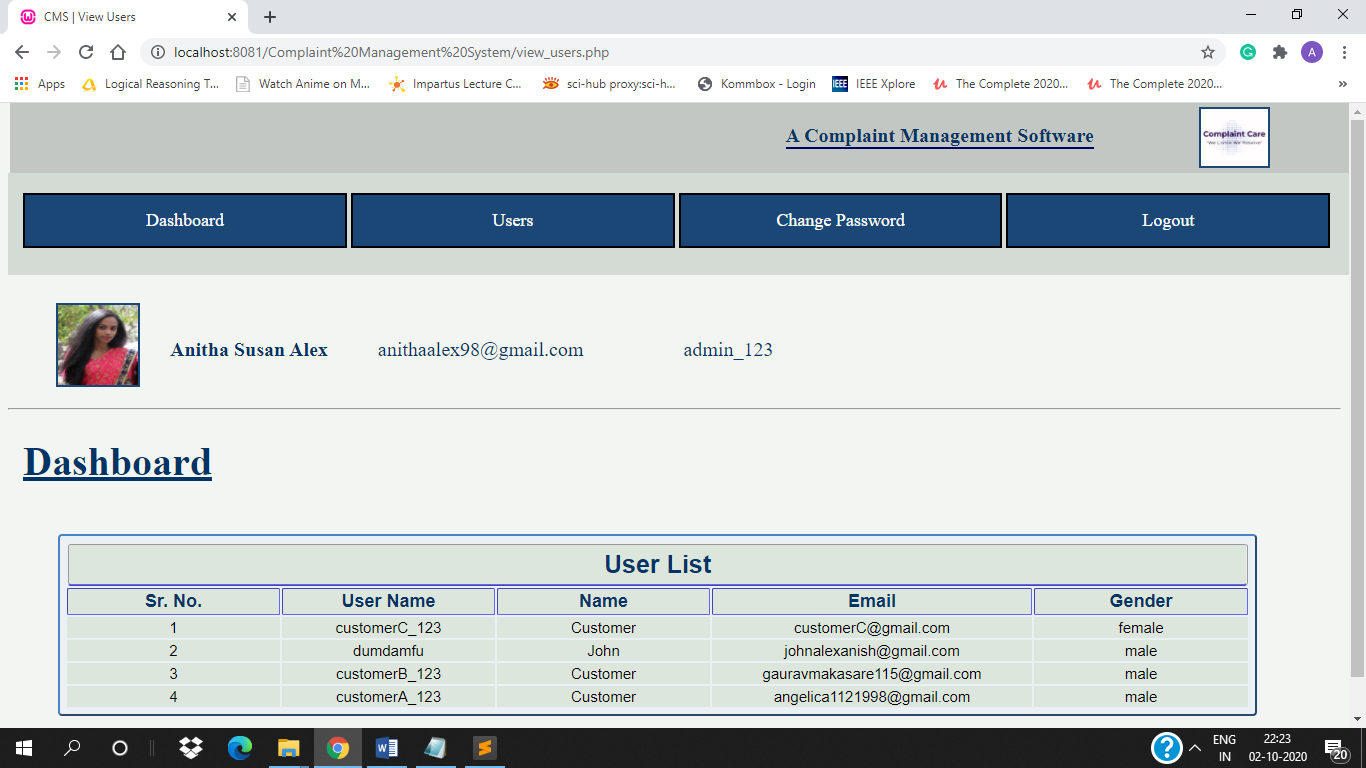 CMS | View Users
localhost:8081/Complaint%20Management%20System/view_users.php
A
Apps Logical Reasoning T... Watch Anime on M... Impartus Lecture C... sci-hub proxy:sci-h... Kommbox - Login IEEE IEEE Xplore The Complete 2020... The Complete 2020... »
A Complaint Management Software
Complaint Care
Dashboard Users Change Password Logout
Anitha Susan Alex anithaalex98@gmail.com admin_123
Dashboard
User List
Sr. No. User Name Name Email Gender
1 customerC_123 Customer customerC@gmail.com female
2 dumdamfu John johnalexanish@gmail.com male
3 customerB_123 Customer gauravmakasare115@gmail.com male
4 customerA_123 Customer angelica1121998@gmail.com male
ENG 22:23
IN 02-10-2020 20